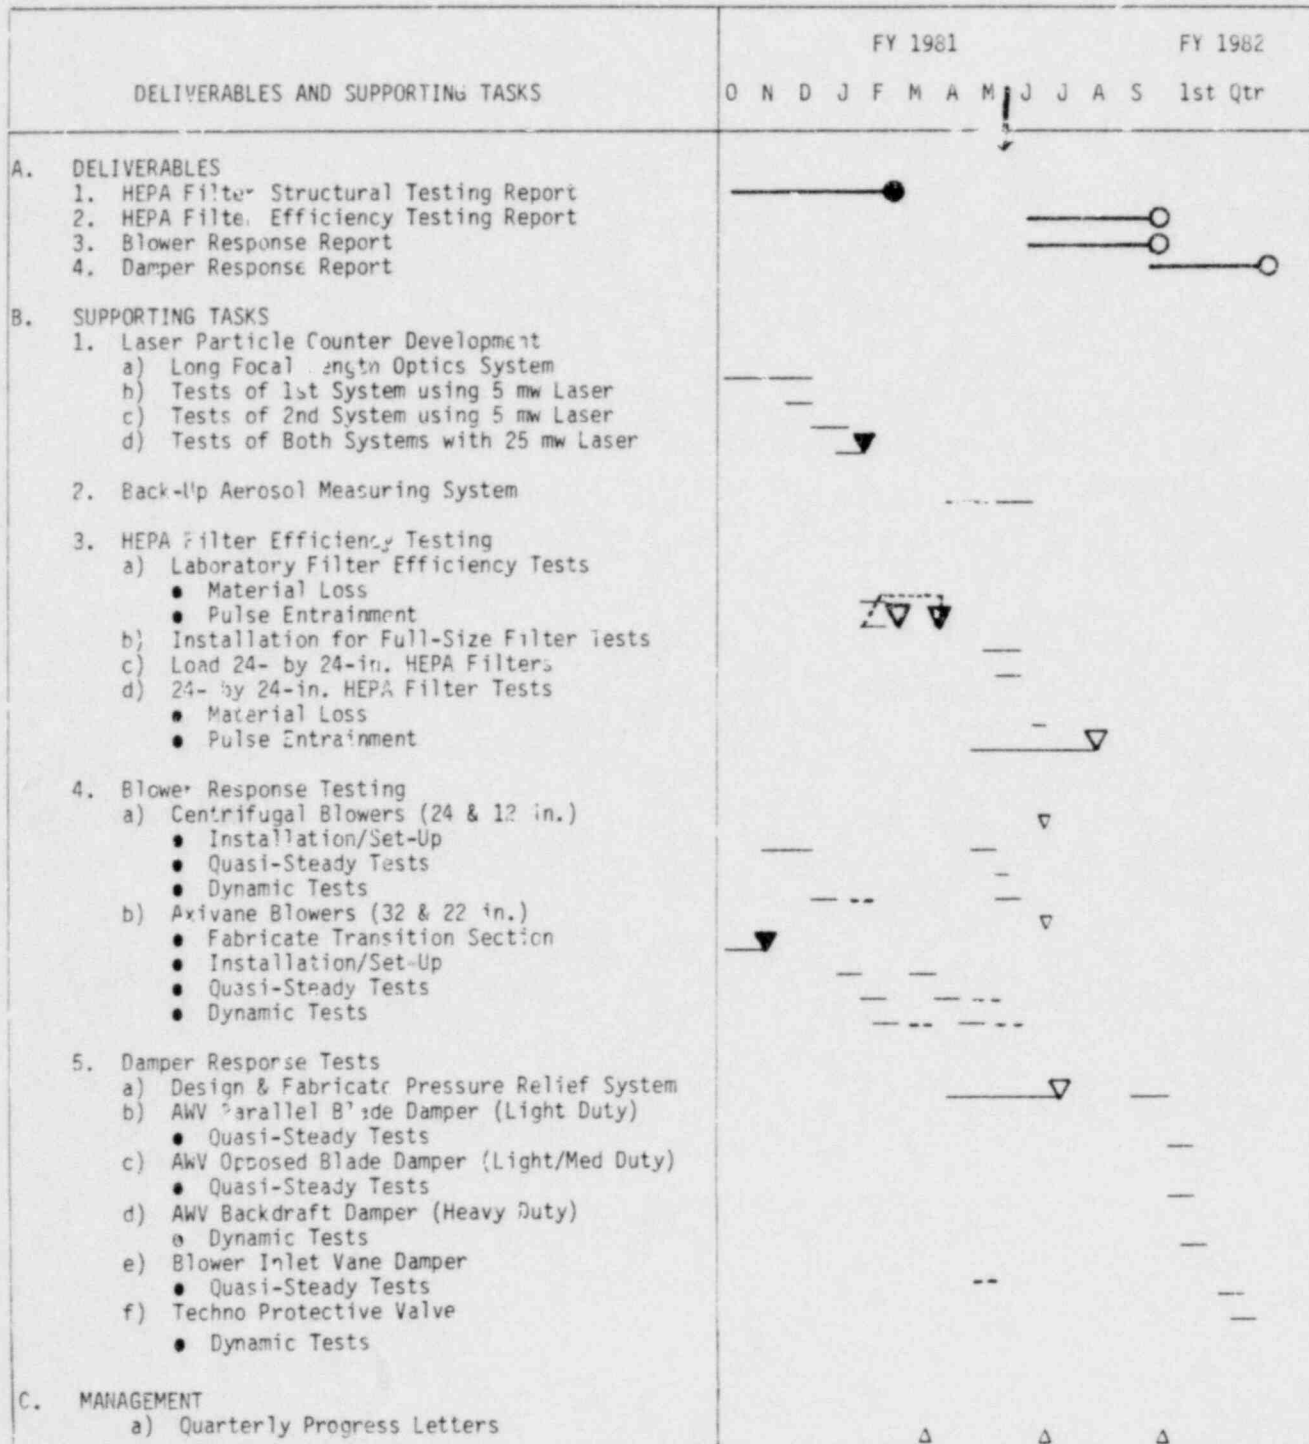 FY 1981 FY 1982
DELIVERABLES AND SUPPORTING TASKS O N D J F M A M J J A S 1st Qtr
A. DELIVERABLES
1. HEPA Filter Structural Testing Report
2. HEPA Filter Efficiency Testing Report
3. Blower Response Report
4. Damper Response Report
B. SUPPORTING TASKS
1. Laser Particle Counter Development
a) Long Focal Length Optics System
b) Tests of 1st System using 5 mw Laser
c) Tests of 2nd System using 5 mw Laser
d) Tests of Both Systems with 25 mw Laser
2. Back-Up Aerosol Measuring System
3. HEPA Filter Efficiency Testing
a) Laboratory Filter Efficiency Tests
● Material Loss
● Pulse Entrainment
b) Installation for Full-Size Filter Tests
c) Load 24- by 24-in. HEPA Filters
d) 24- by 24-in. HEPA Filter Tests
● Material Loss
● Pulse Entrainment
4. Blower Response Testing
a) Centrifugal Blowers (24 & 12 in.)
● Installation/Set-Up
● Quasi-Steady Tests
● Dynamic Tests
b) Axivane Blowers (32 & 22 in.)
● Fabricate Transition Section
● Installation/Set-Up
● Quasi-Steady Tests
● Dynamic Tests
5. Damper Response Tests
a) Design & Fabricate Pressure Relief System
b) AWV Parallel Blade Damper (Light Duty)
● Quasi-Steady Tests
c) AWV Opposed Blade Damper (Light/Med Duty)
● Quasi-Steady Tests
d) AWV Backdraft Damper (Heavy Duty)
● Dynamic Tests
e) Blower Inlet Vane Damper
● Quasi-Steady Tests
f) Techno Protective Valve
● Dynamic Tests
C. MANAGEMENT
a) Quarterly Progress Letters